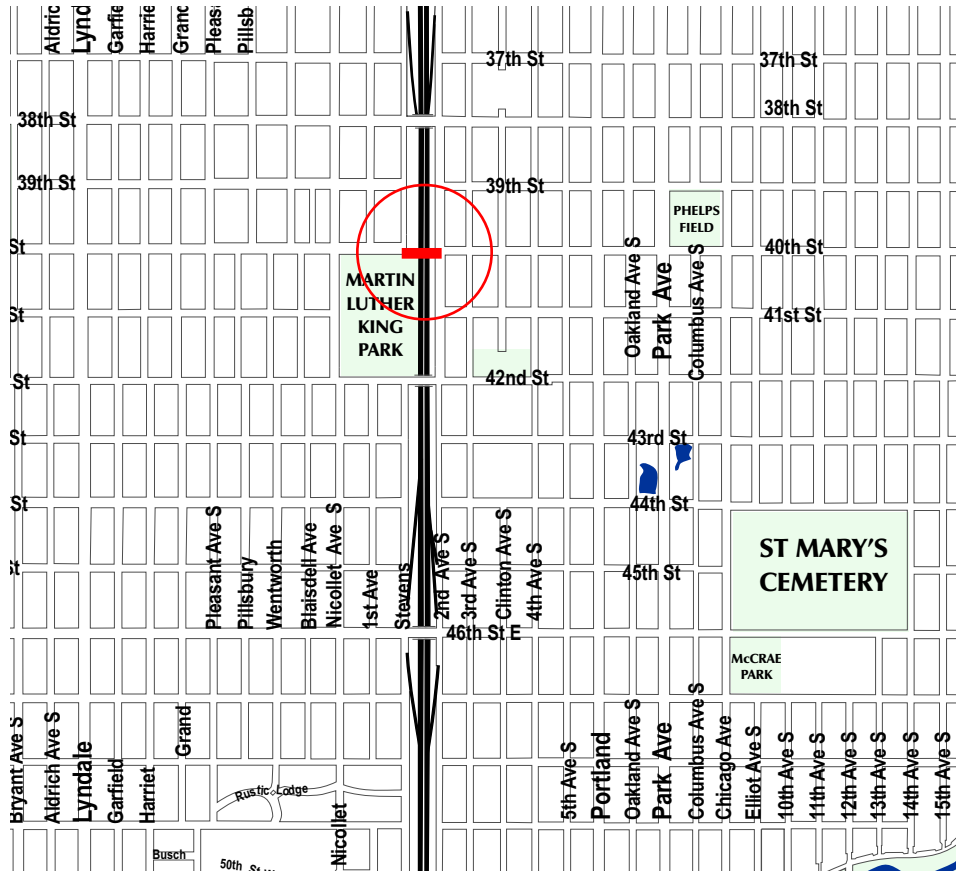 Aldric
Lynd
Garfie
Harrie
Grand
Pleas
Pillsb
37th St
37th St
38th St
38th St
39th St
39th St
PHELPS
FIELD
St
40th St
MARTIN
LUTHER
KING
PARK
Oakland Ave S
Park Ave
Columbus Ave S
St
41st St
St
42nd St
St
43rd St
St
44th St
Pleasant Ave S
Pillsbury
Wentworth
Blaisdell Ave
Nicollet Ave S
1st Ave
Stevens
2nd Ave S
3rd Ave S
Clinton Ave S
4th Ave S
St
45th St
ST MARY'S
CEMETERY
46th St E
McCRAE
PARK
Bryant Ave S
Aldrich Ave S
Lyndale
Garfield
Harriet
Grand
Rustic Lodge
Nicollet
5th Ave S
Portland
Oakland Ave S
Park Ave
Columbus Ave S
Chicago Ave
Elliot Ave S
10th Ave S
11th Ave S
12th Ave S
13th Ave S
14th Ave S
15th Ave S
Busch
50th St